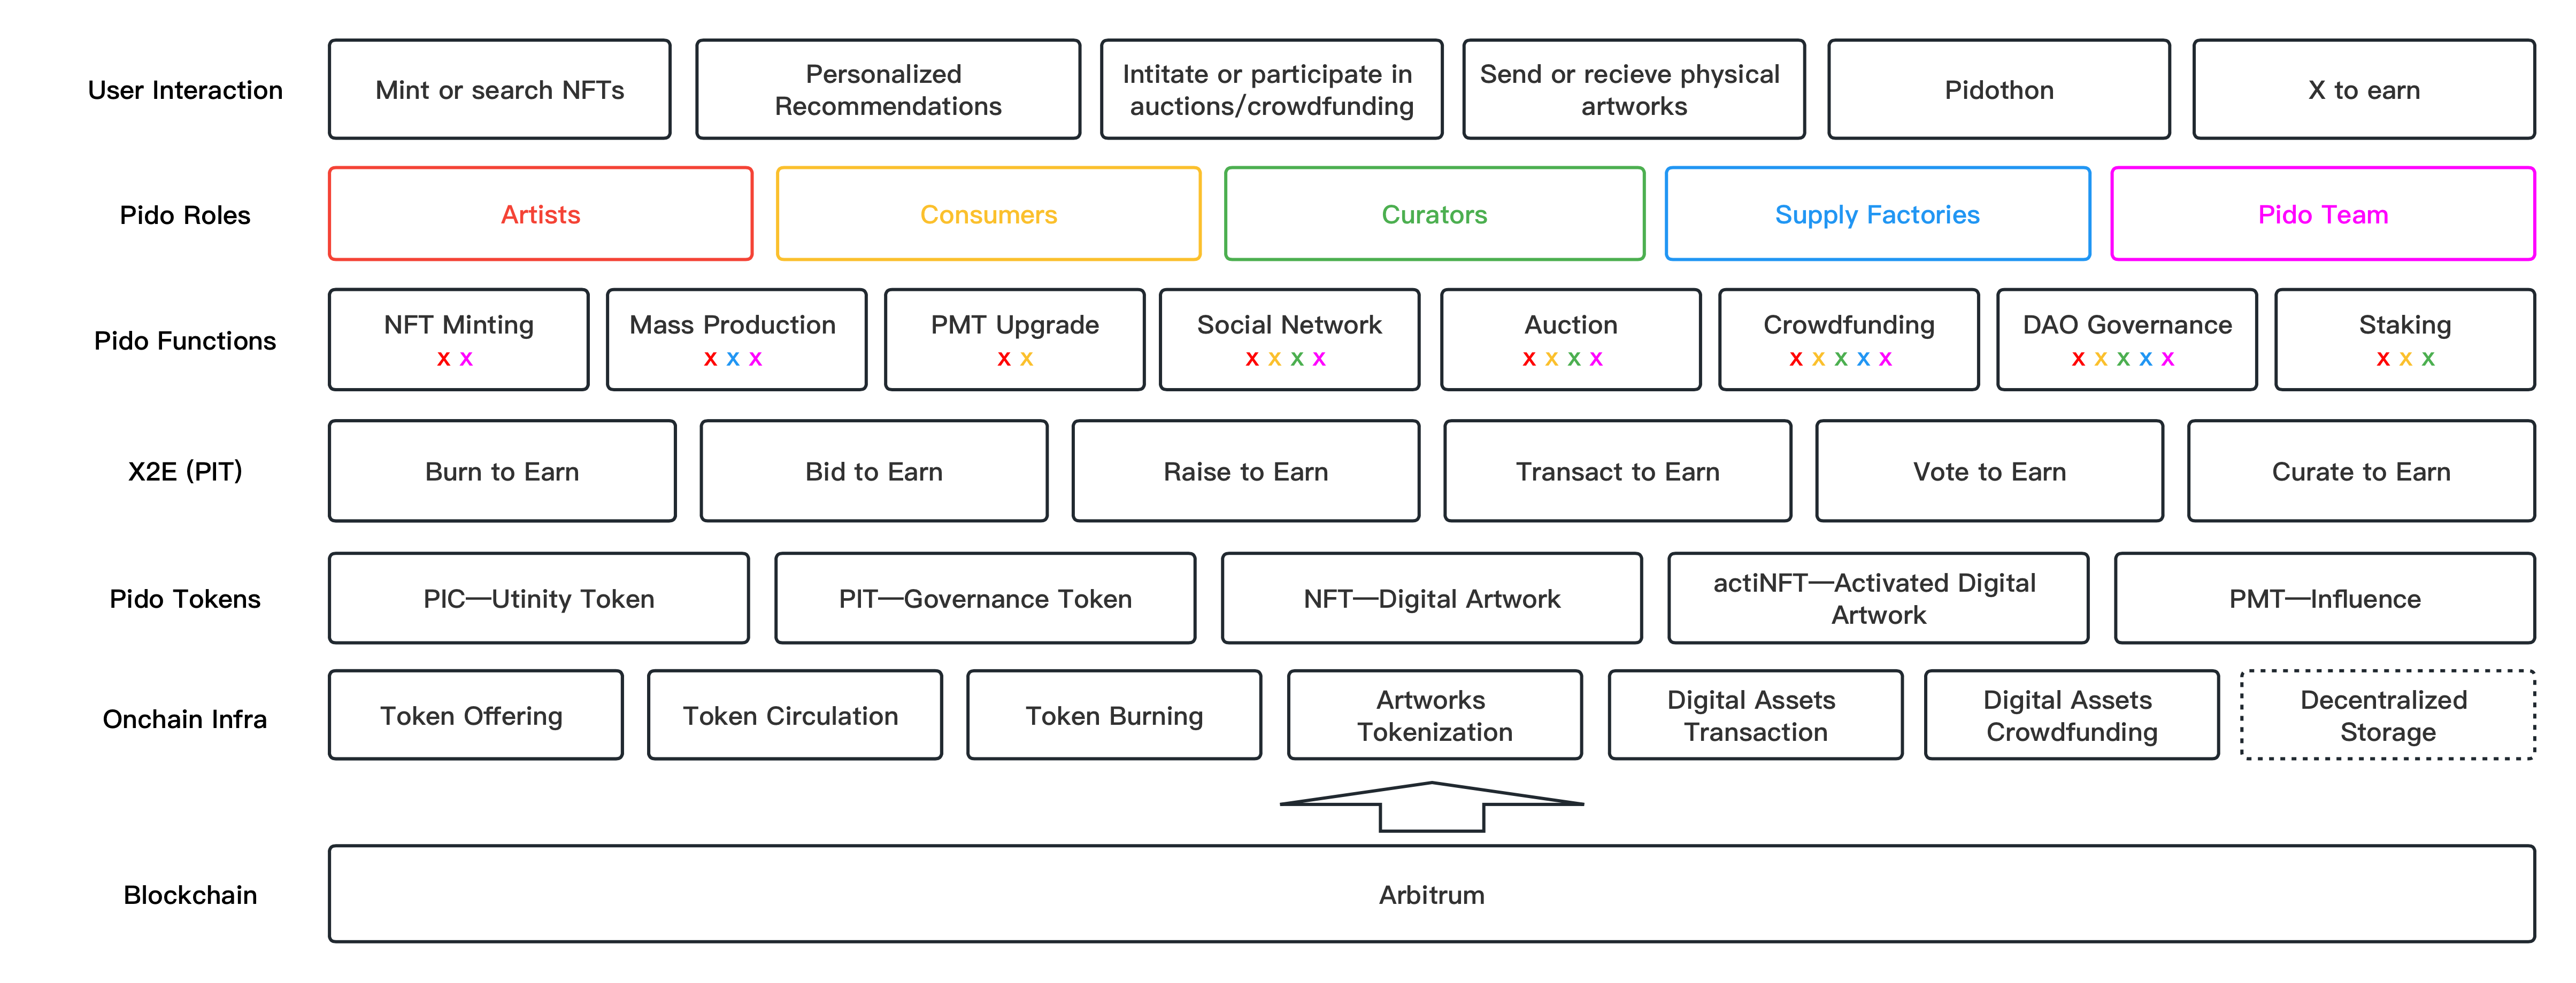 User Interaction
Mint or search NFTs
Personalized
Recommendations
Intitate or participate in
auctions/crowdfunding
Send or recieve physical
artworks
Pidothon
X to earn
Pido Roles
Artists
Consumers
Curators
Supply Factories
Pido Team
Pido Functions
NFT Minting
x x
Mass Production
x x x
PMT Upgrade
x x
Social Network
x x x x
Auction
x x x x
Crowdfunding
x x x x x
DAO Governance
x x x x x
Staking
x x x
X2E (PIT)
Burn to Earn
Bid to Earn
Raise to Earn
Transact to Earn
Vote to Earn
Curate to Earn
Pido Tokens
PIC—Utinity Token
PIT—Governance Token
NFT—Digital Artwork
actiNFT—Activated Digital
Artwork
PMT—Influence
Onchain Infra
Token Offering
Token Circulation
Token Burning
Artworks
Tokenization
Digital Assets
Transaction
Digital Assets
Crowdfunding
Decentralized
Storage
Blockchain
Arbitrum